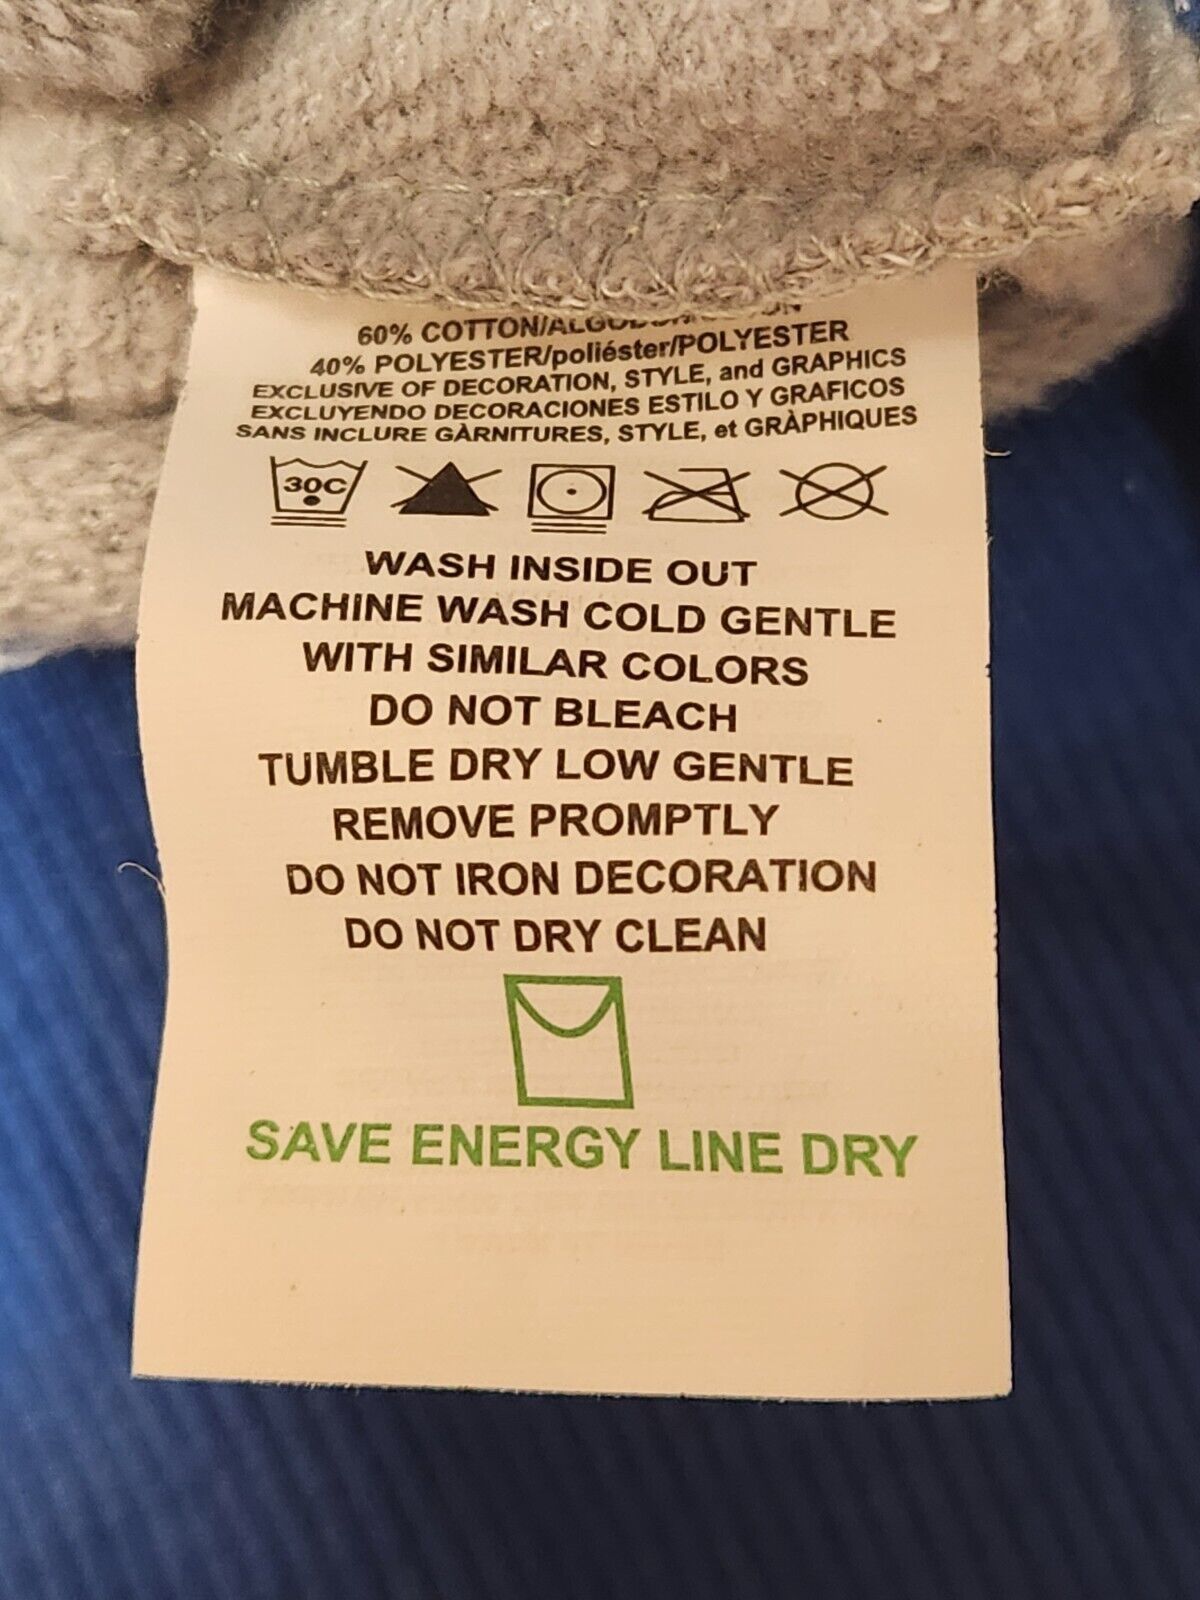 60% COTTON/ALGODON/COTON
40% POLYESTER/poliéster/POLYESTER
EXCLUSIVE OF DECORATION, STYLE, and GRAPHICS
EXCLUYENDO DECORACIONES ESTILO Y GRAFICOS
SANS INCLURE GÀRNITURES, STYLE, et GRÀPHIQUES
30C
WASH INSIDE OUT
MACHINE WASH COLD GENTLE
WITH SIMILAR COLORS
DO NOT BLEACH
TUMBLE DRY LOW GENTLE
REMOVE PROMPTLY
DO NOT IRON DECORATION
DO NOT DRY CLEAN
SAVE ENERGY LINE DRY